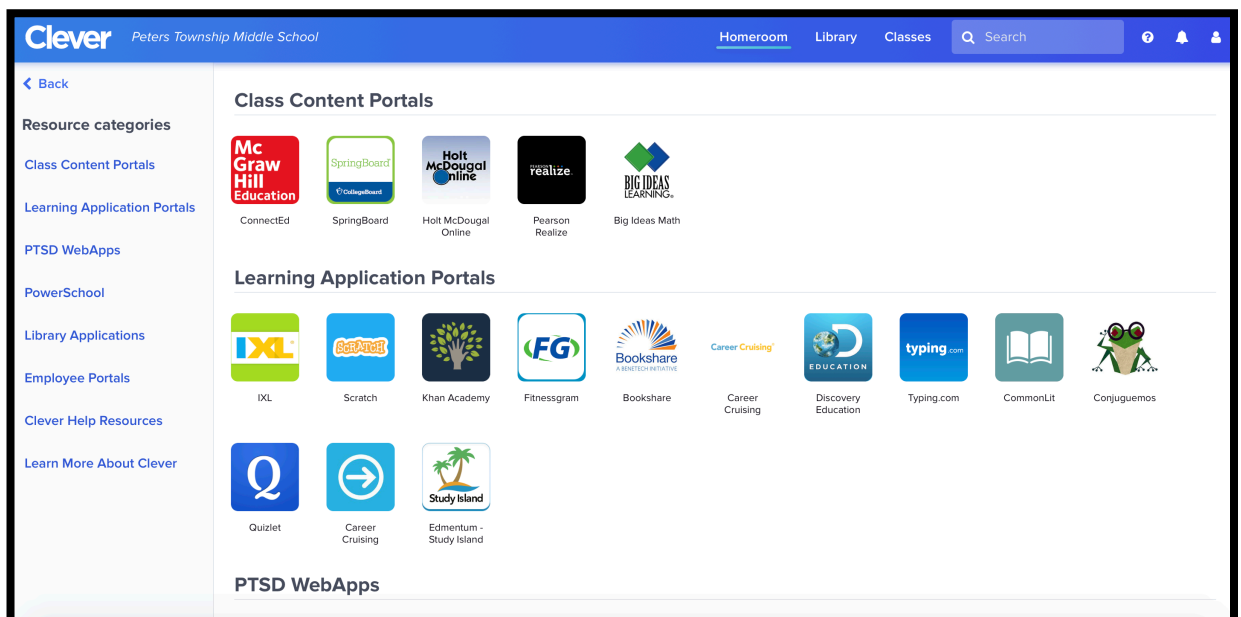 Clever Peters Township Middle School Homeroom Library Classes Search
Back
Resource categories
Class Content Portals
Learning Application Portals
PTSD WebApps
PowerSchool
Library Applications
Employee Portals
Clever Help Resources
Learn More About Clever
Class Content Portals
Mc
Graw
Hill
Education
ConnectEd
SpringBoard
CollegeBoard
SpringBoard
Holt
McDougal
Online
Holt McDougal
Online
PEARSON
realize
Pearson
Realize
BIG IDEAS
LEARNING
Big Ideas Math
Learning Application Portals
IXL
IXL
SCRATCH
Scratch
Khan Academy
FG
Fitnessgram
Bookshare
A BENETECH INITIATIVE
Bookshare
Career Cruising
Career
Cruising
D
EDUCATION
Discovery
Education
typing.com
Typing.com
CommonLit
Conjuguemos
Q
Quizlet
Career
Cruising
Study Island
Edmentum -
Study Island
PTSD WebApps